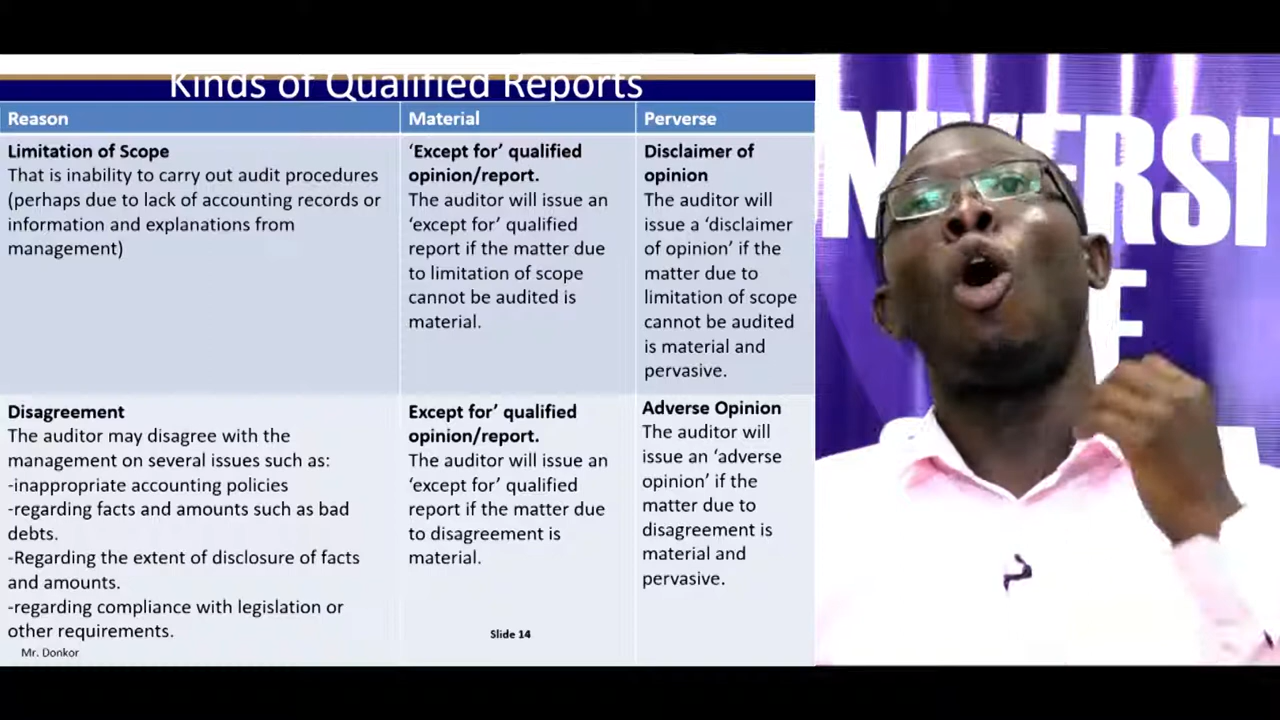 Kinds of Qualified Reports
Reason
Material
Perverse
Limitation of Scope
That is inability to carry out audit procedures
(perhaps due to lack of accounting records or
information and explanations from
management)
‘Except for’ qualified
opinion/report.
The auditor will issue an
‘except for’ qualified
report if the matter due
to limitation of scope
cannot be audited is
material.
Disclaimer of
opinion
The auditor will
issue a ‘disclaimer
of opinion’ if the
matter due to
limitation of scope
cannot be audited
is material and
pervasive.
Disagreement
The auditor may disagree with the
management on several issues such as:
-inappropriate accounting policies
-regarding facts and amounts such as bad
debts.
-Regarding the extent of disclosure of facts
and amounts.
-regarding compliance with legislation or
other requirements.
Except for’ qualified
opinion/report.
The auditor will issue an
‘except for’ qualified
report if the matter due
to disagreement is
material.
Adverse Opinion
The auditor will
issue an ‘adverse
opinion’ if the
matter due to
disagreement is
material and
pervasive.
Slide 14
Mr. Donkor
NIVERSIT